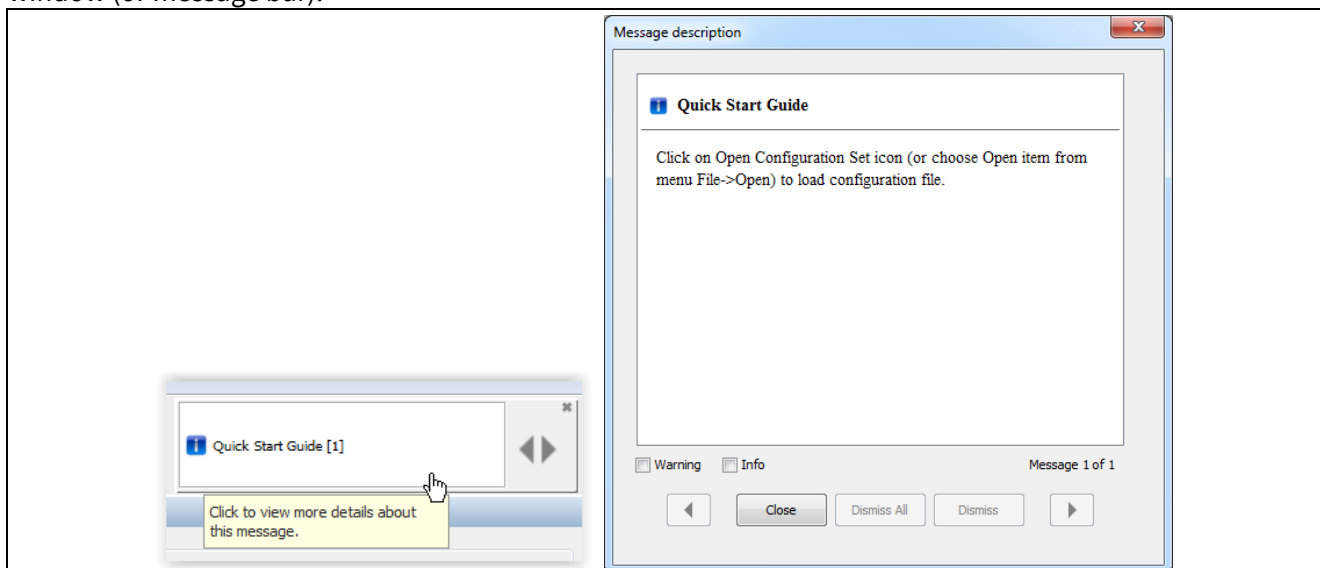 window (or message bar).
Message description
Quick Start Guide
Click on Open Configuration Set icon (or choose Open item from
menu File->Open) to load configuration file.
Quick Start Guide [1]
Click to view more details about
this message.
Warning Info Message 1 of 1
Close Dismiss All Dismiss